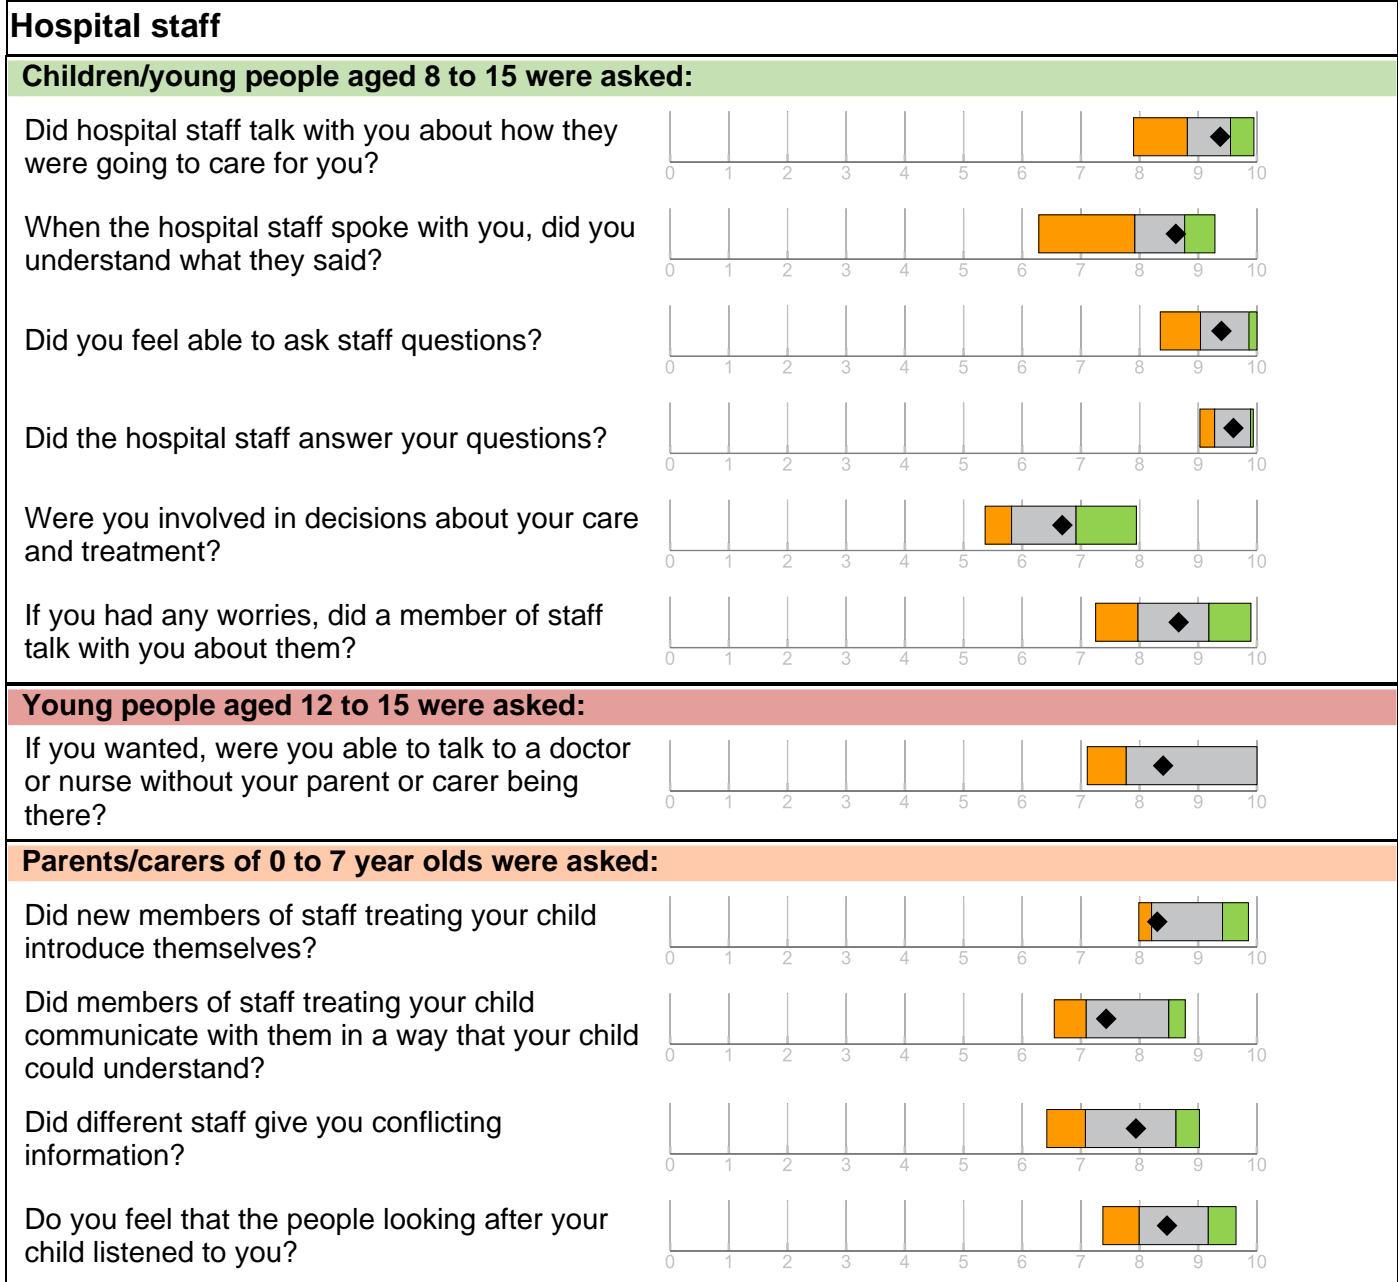 Hospital staff
Children/young people aged 8 to 15 were asked:
Did hospital staff talk with you about how they
were going to care for you?
0 1 2 3 4 5 6 7 8 9 10
When the hospital staff spoke with you, did you
understand what they said?
0 1 2 3 4 5 6 7 8 9 10
Did you feel able to ask staff questions?
0 1 2 3 4 5 6 7 8 9 10
Did the hospital staff answer your questions?
0 1 2 3 4 5 6 7 8 9 10
Were you involved in decisions about your care
and treatment?
0 1 2 3 4 5 6 7 8 9 10
If you had any worries, did a member of staff
talk with you about them?
0 1 2 3 4 5 6 7 8 9 10
Young people aged 12 to 15 were asked:
If you wanted, were you able to talk to a doctor
or nurse without your parent or carer being
there?
0 1 2 3 4 5 6 7 8 9 10
Parents/carers of 0 to 7 year olds were asked:
Did new members of staff treating your child
introduce themselves?
0 1 2 3 4 5 6 7 8 9 10
Did members of staff treating your child
communicate with them in a way that your child
could understand?
0 1 2 3 4 5 6 7 8 9 10
Did different staff give you conflicting
information?
0 1 2 3 4 5 6 7 8 9 10
Do you feel that the people looking after your
child listened to you?
0 1 2 3 4 5 6 7 8 9 10